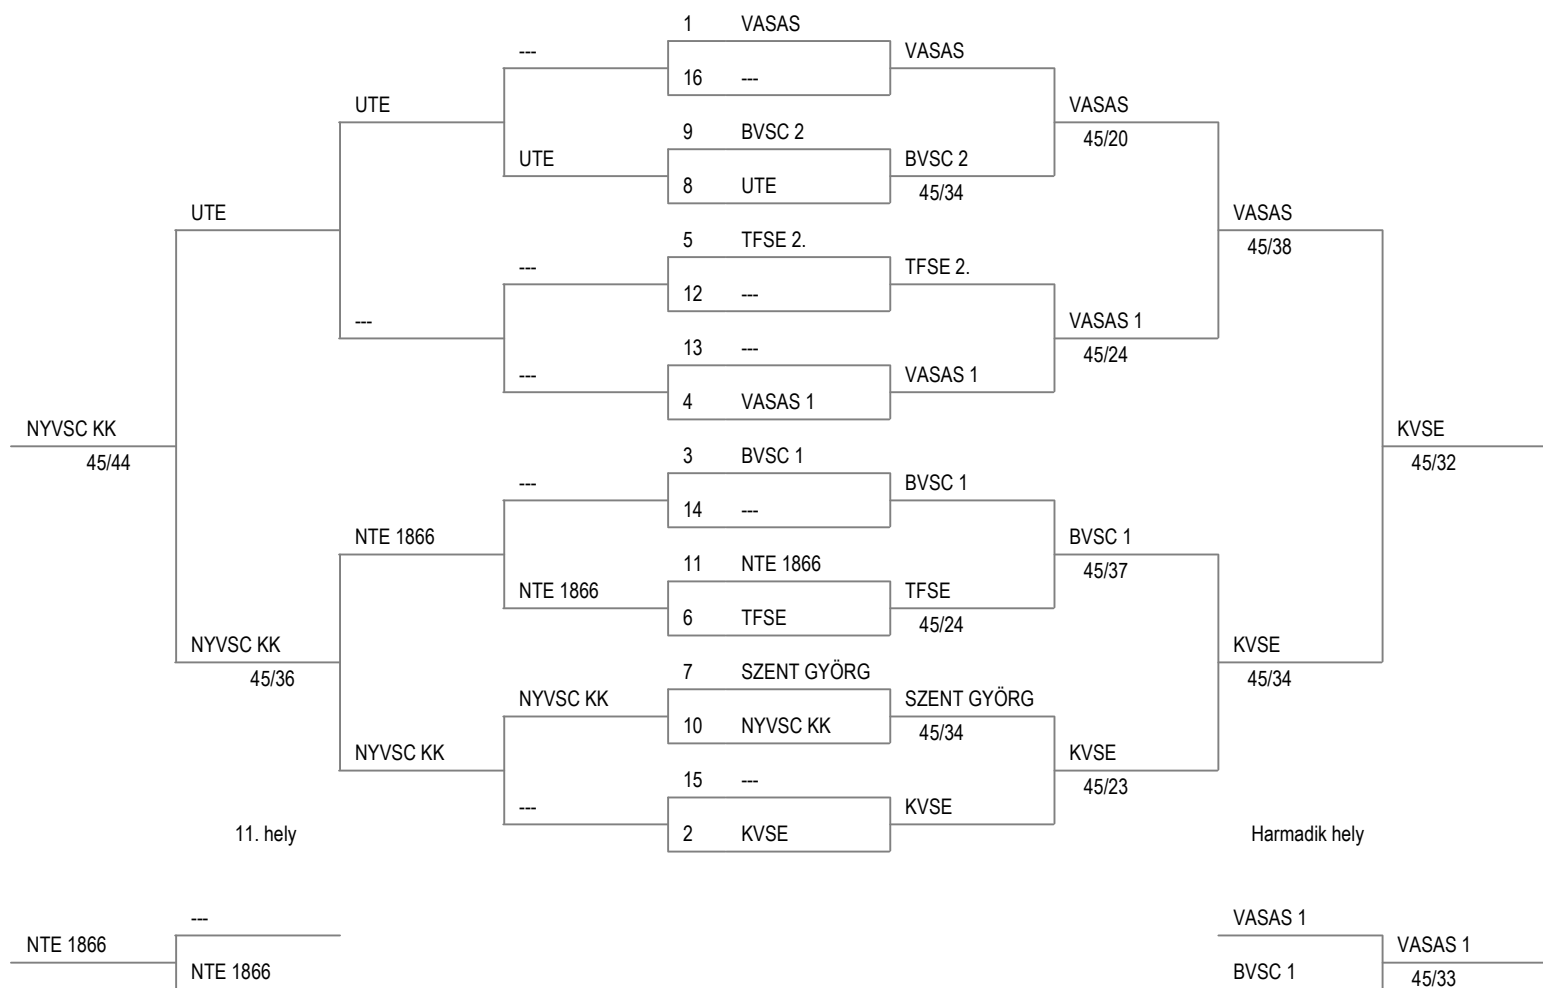 1 VASAS
--- VASAS
16 ---
UTE VASAS
9 BVSC 2 45/20
UTE BVSC 2
8 UTE 45/34
UTE VASAS
5 TFSE 2. 45/38
--- TFSE 2.
12 ---
--- VASAS 1
13 --- 45/24
--- VASAS 1
4 VASAS 1
NYVSC KK KVSE
45/44 3 BVSC 1 45/32
--- BVSC 1
14 ---
NTE 1866 BVSC 1
11 NTE 1866 45/37
NTE 1866 TFSE
6 TFSE 45/24
NYVSC KK KVSE
45/36 7 SZENT GYÖRG 45/34
NYVSC KK SZENT GYÖRG
10 NYVSC KK 45/34
NYVSC KK KVSE
15 --- 45/23
--- KVSE
11. hely 2 KVSE Harmadik hely
--- VASAS 1
NTE 1866 VASAS 1
NTE 1866 BVSC 1 45/33